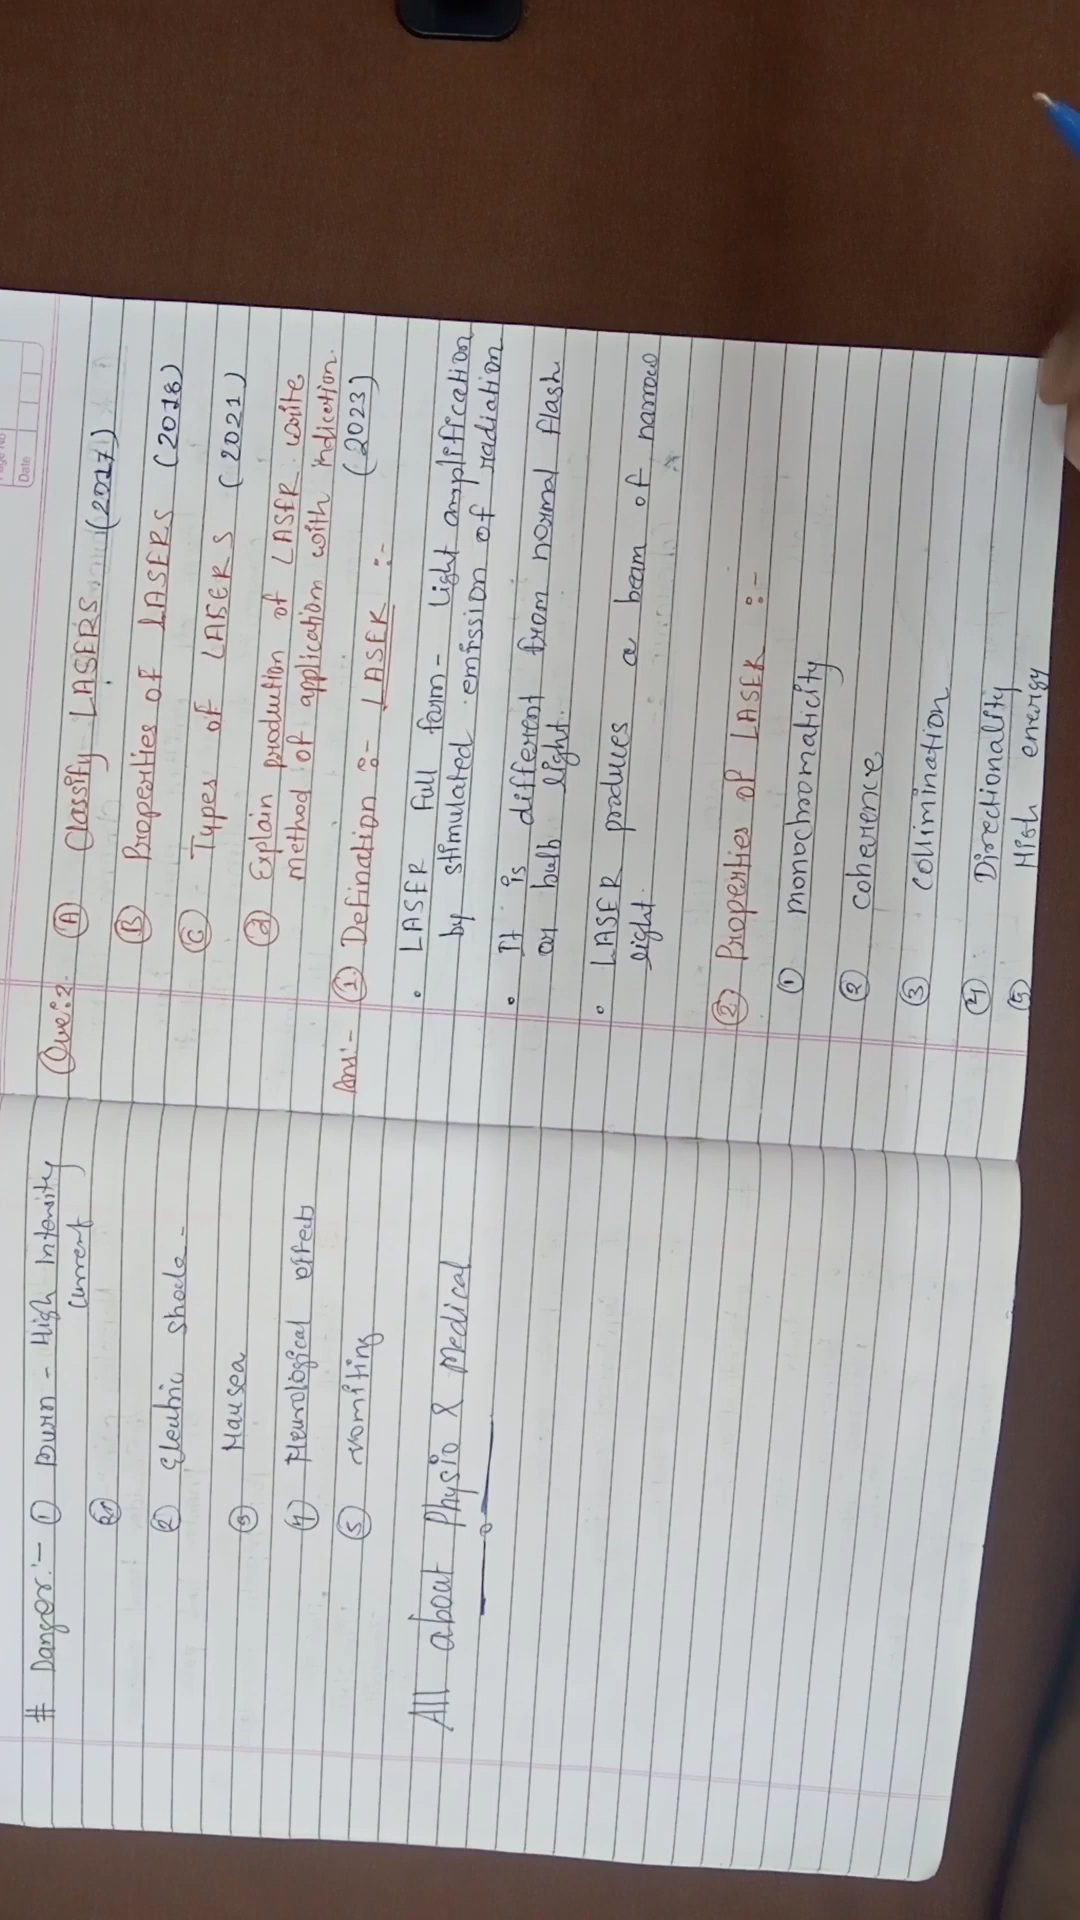 # Danger:- ① Burn - High Intensity
Current
② Electric shock -
③ Nausea
④ Neurological effects
⑤ vomiting
All about Physio & Medical
Page No
Date
Que:2. Ⓐ Classify LASERS (2017)
Ⓑ Properties of LASERS (2018)
Ⓒ Types of LASERS (2021)
ⓓ Explain production of LASER. write
method of application with indication.
(2023)
Ans:- ① Defination :- LASER :-
• LASER full form - light amplification
by stimulated emission of radiation
• It is different from normal flash
or bulb light.
• LASER produces a beam of narrow
light.
② Properties of LASER :-
① monochromaticity
② coherence
③ collimination
④ Directionality
⑤ High energy